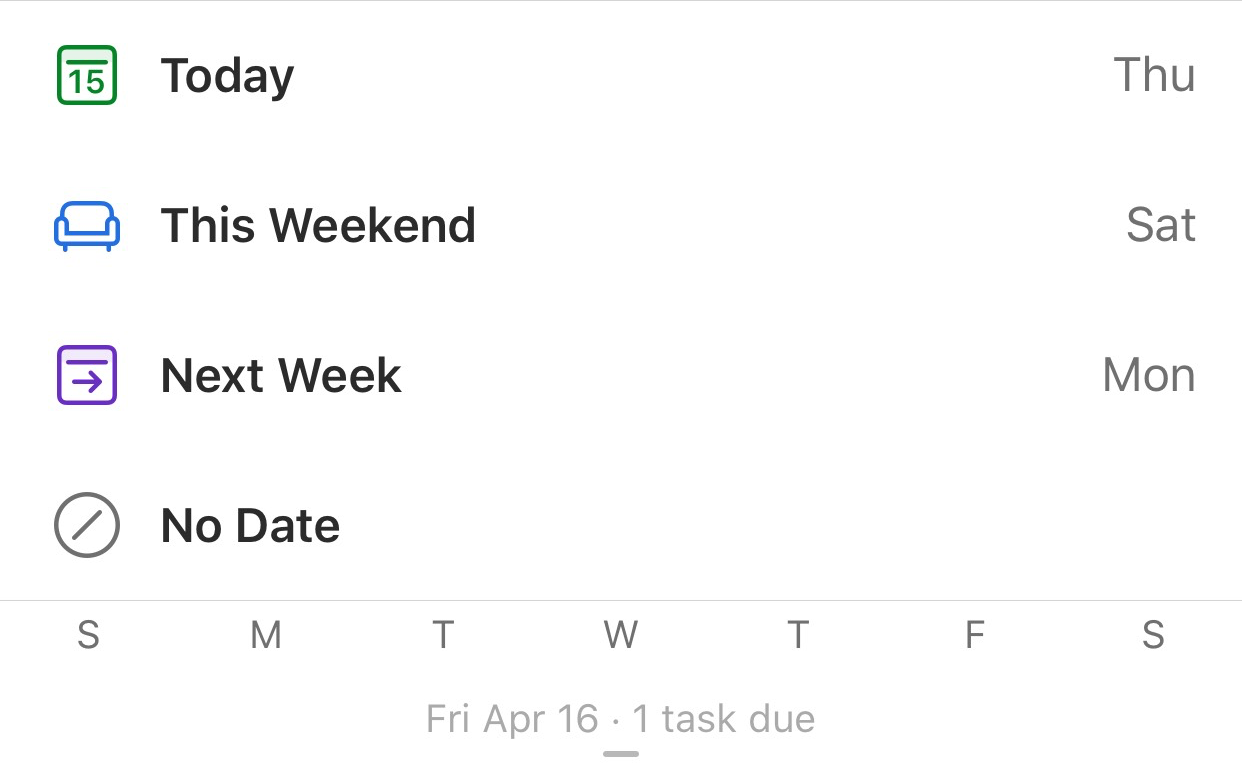 15 Today Thu
This Weekend Sat
Next Week Mon
No Date
S M T W T F S
Fri Apr 16 · 1 task due